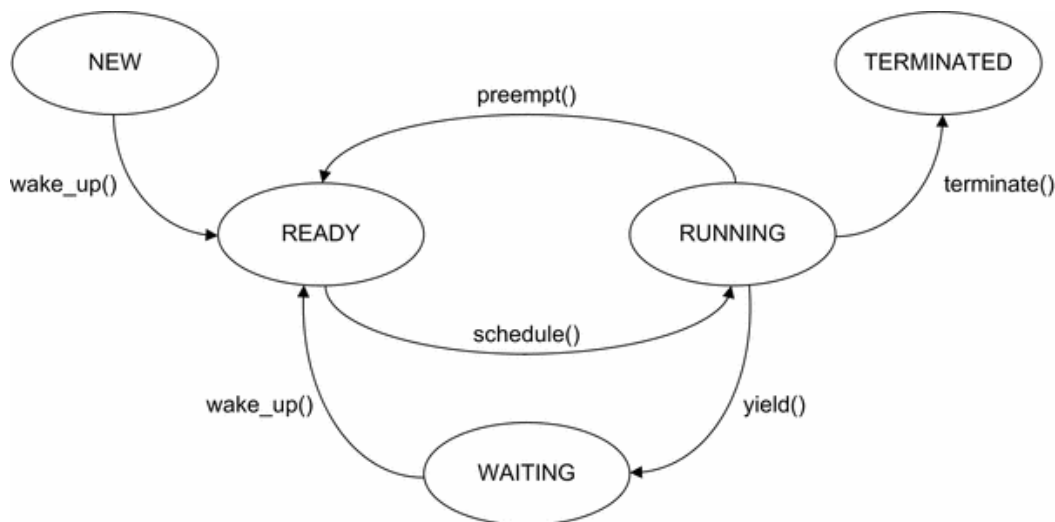 NEW
TERMINATED
preempt()
wake_up()
terminate()
READY
RUNNING
schedule()
wake_up()
yield()
WAITING